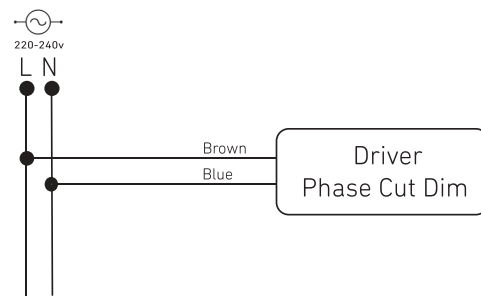 220-240v
L N
Brown
Blue
Driver
Phase Cut Dim